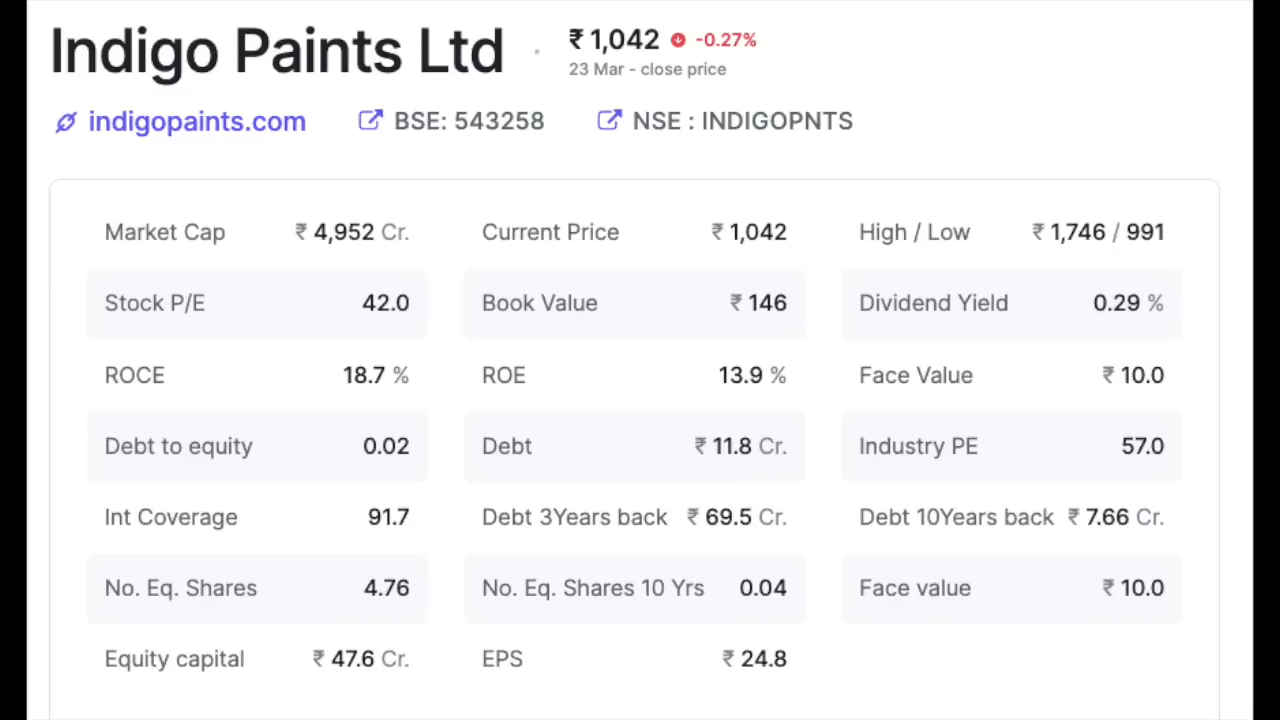 Indigo Paints Ltd · ₹ 1,042 -0.27%
23 Mar - close price
indigopaints.com BSE: 543258 NSE : INDIGOPNTS
Market Cap ₹ 4,952 Cr. Current Price ₹ 1,042 High / Low ₹ 1,746 / 991
Stock P/E 42.0 Book Value ₹ 146 Dividend Yield 0.29 %
ROCE 18.7 % ROE 13.9 % Face Value ₹ 10.0
Debt to equity 0.02 Debt ₹ 11.8 Cr. Industry PE 57.0
Int Coverage 91.7 Debt 3Years back ₹ 69.5 Cr. Debt 10Years back ₹ 7.66 Cr.
No. Eq. Shares 4.76 No. Eq. Shares 10 Yrs 0.04 Face value ₹ 10.0
Equity capital ₹ 47.6 Cr. EPS ₹ 24.8